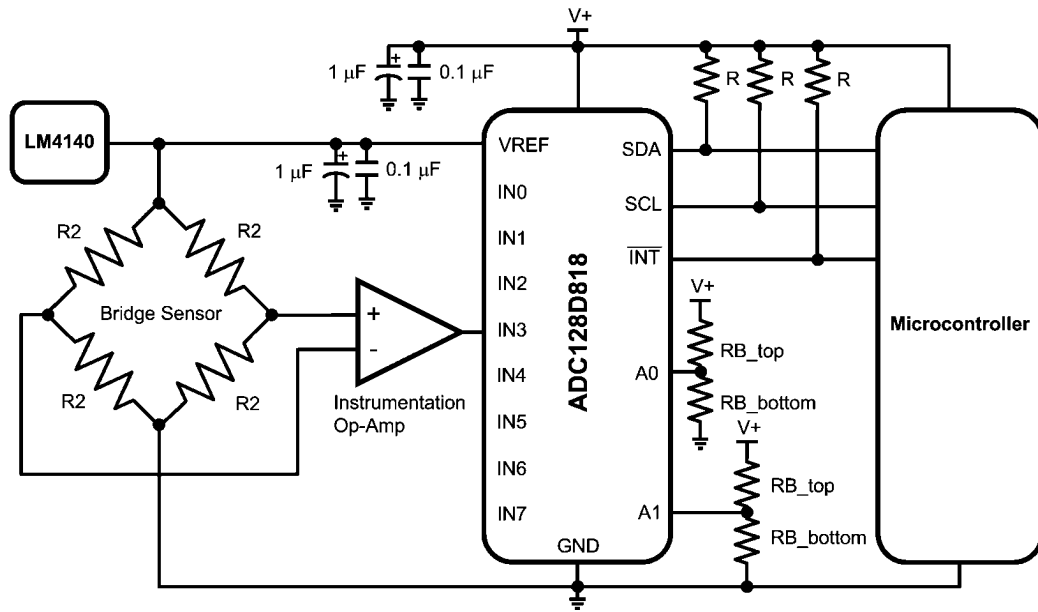 V+
1 µF
+
0.1 µF
R
R
R
LM4140
1 µF
+
0.1 µF
VREF
IN0
IN1
IN2
IN3
IN4
IN5
IN6
IN7
GND
ADC128D818
SDA
SCL
INT
A0
A1
R2
R2
Bridge Sensor
R2
R2
+
-
Instrumentation
Op-Amp
V+
RB_top
RB_bottom
V+
RB_top
RB_bottom
Microcontroller